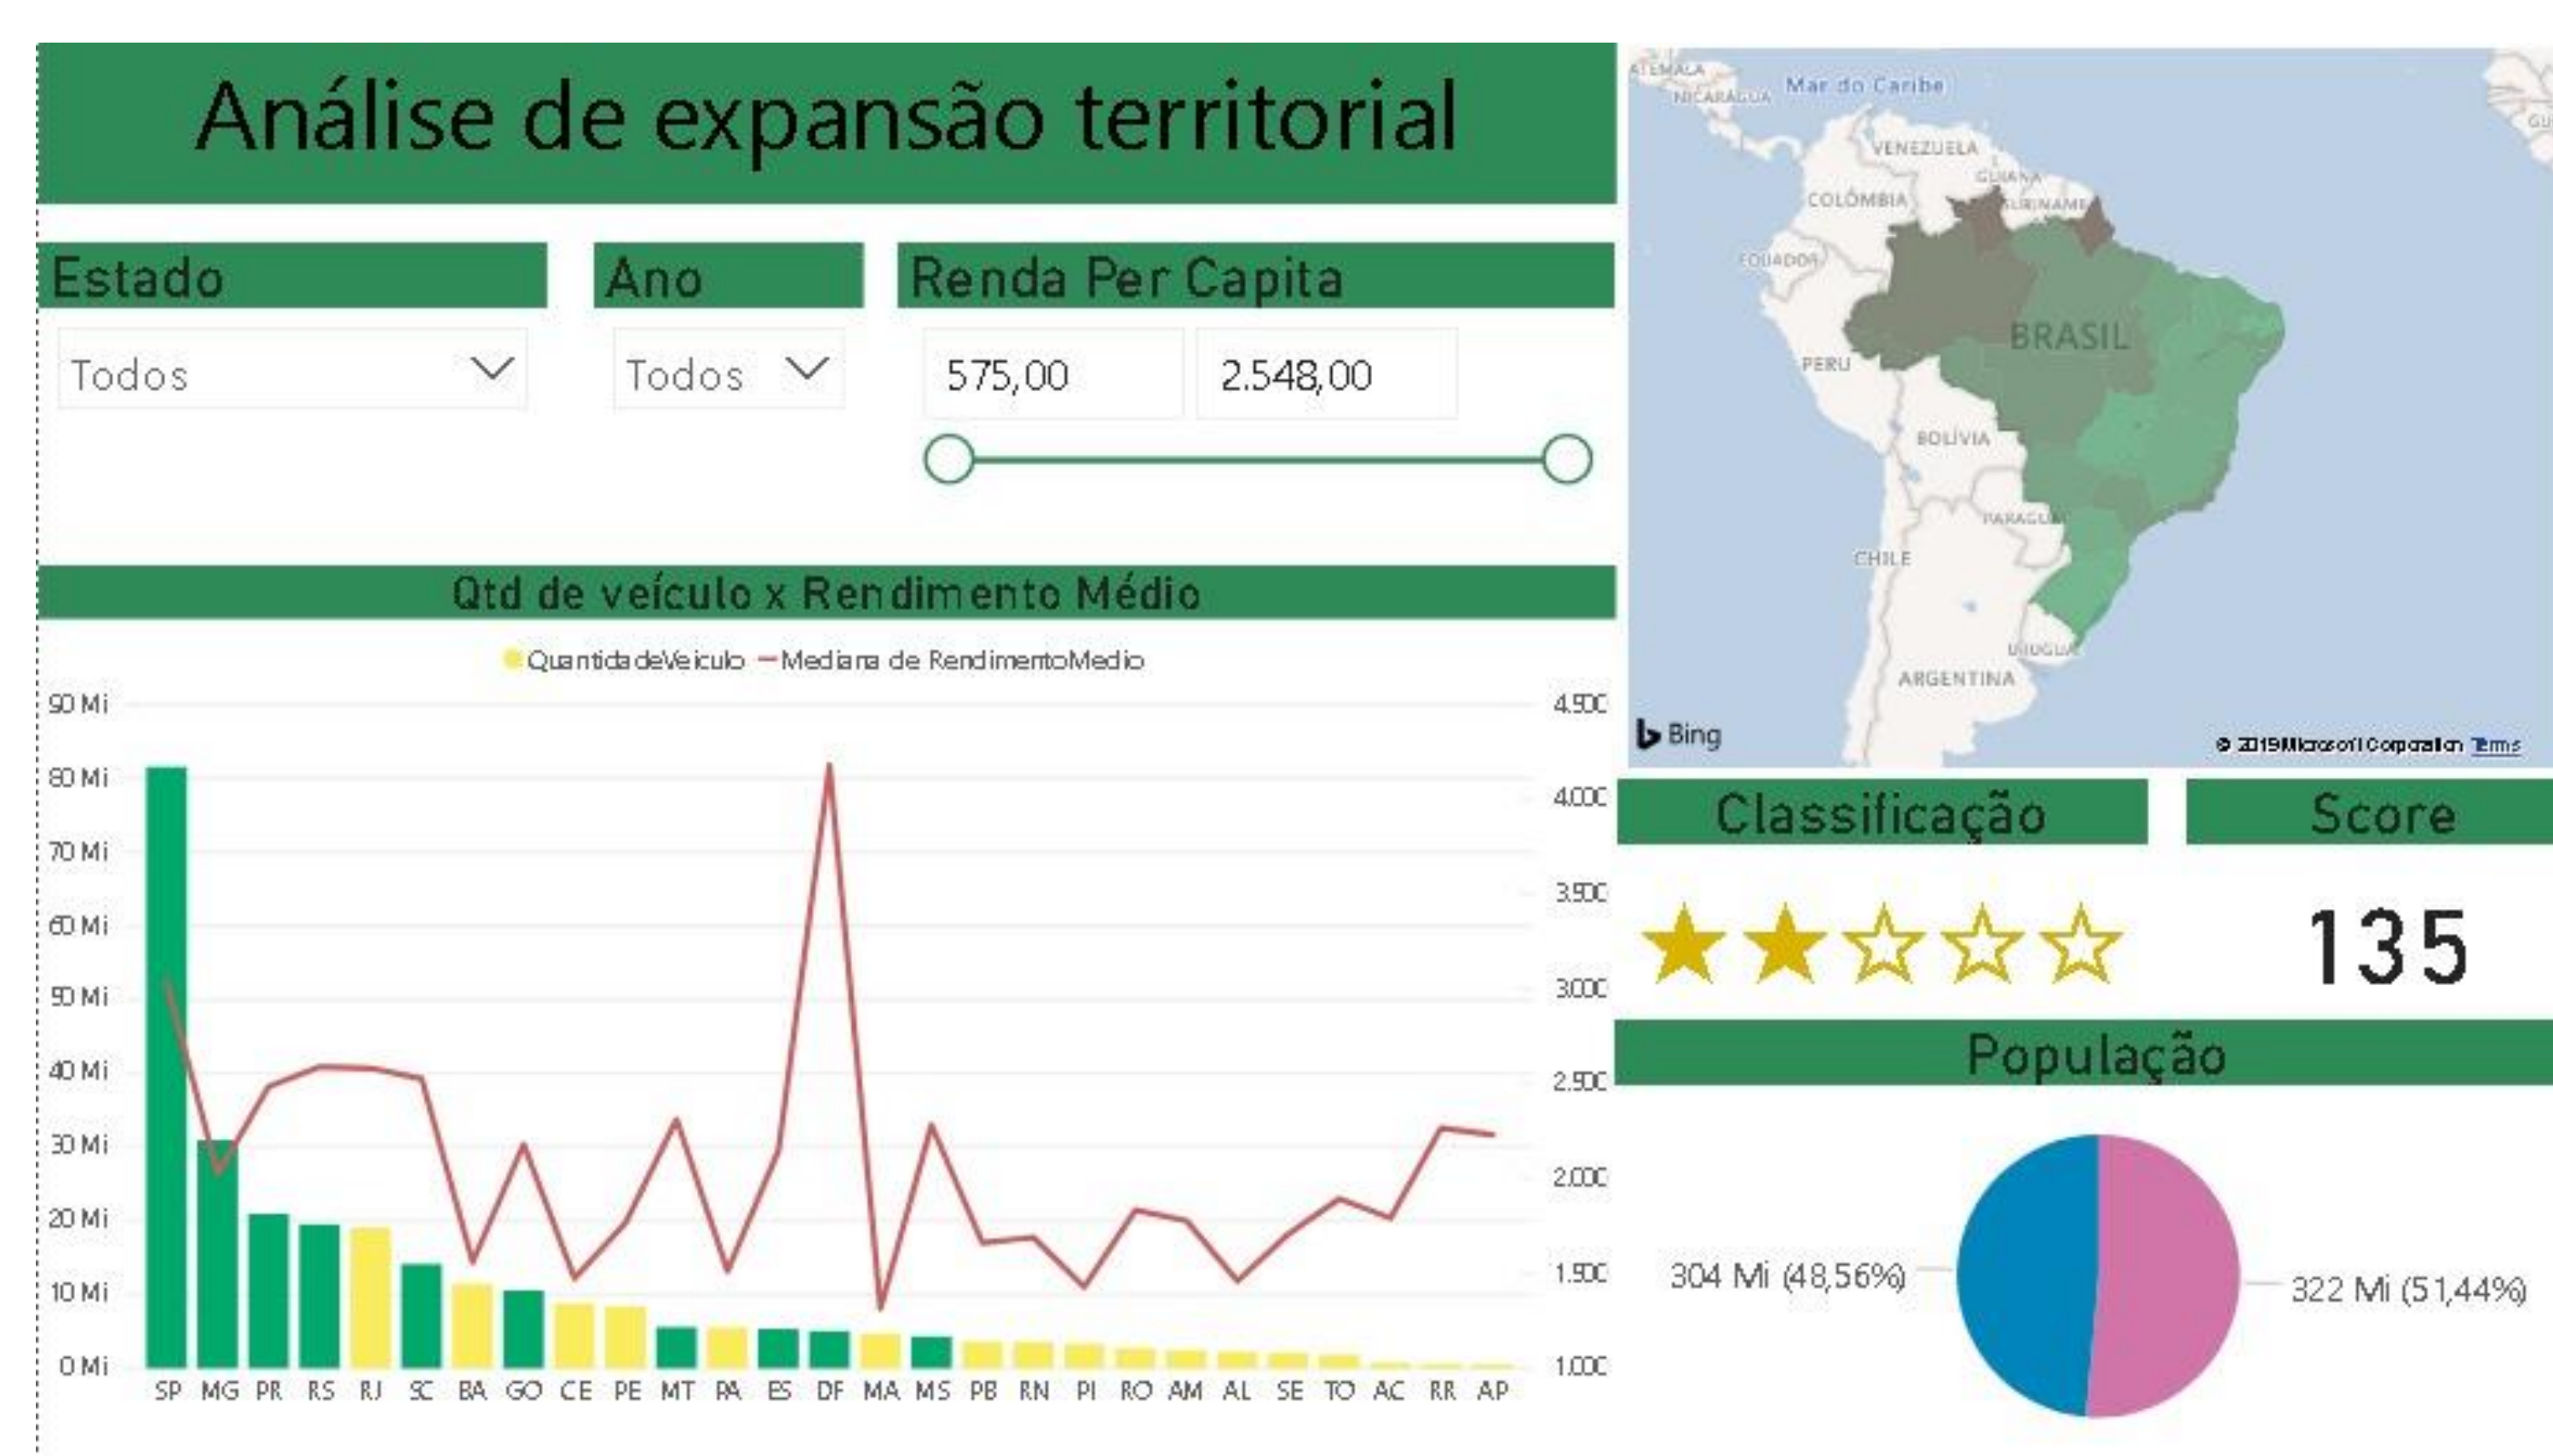 Análise de expansão territorial
Estado
Ano
Renda Per Capita
Todos
Todos
575,00
2.548,00
Qtd de veículo x Rendimento Médio
QuantidadeVeiculo
Mediana de RendimentoMedio
90 Mi
80 Mi
70 Mi
60 Mi
50 Mi
40 Mi
30 Mi
20 Mi
10 Mi
0 Mi
4.500
4.000
3.500
3.000
2.500
2.000
1.500
1.000
SP MG PR RS RJ SC BA GO CE PE MT PA ES DF MA MS PB RN PI RO AM AL SE TO AC RR AP
ATEMALA
NICARÁGUA
Mar do Caribe
VENEZUELA
GUIANA
SURINAME
COLÔMBIA
EQUADOR
BRASIL
PERU
BOLÍVIA
PARAGUA
CHILE
URUGUA
ARGENTINA
GU
Bing
© 2019 Microsoft Corporation Terms
Classificação
Score
135
População
304 Mi (48,56%)
322 Mi (51,44%)